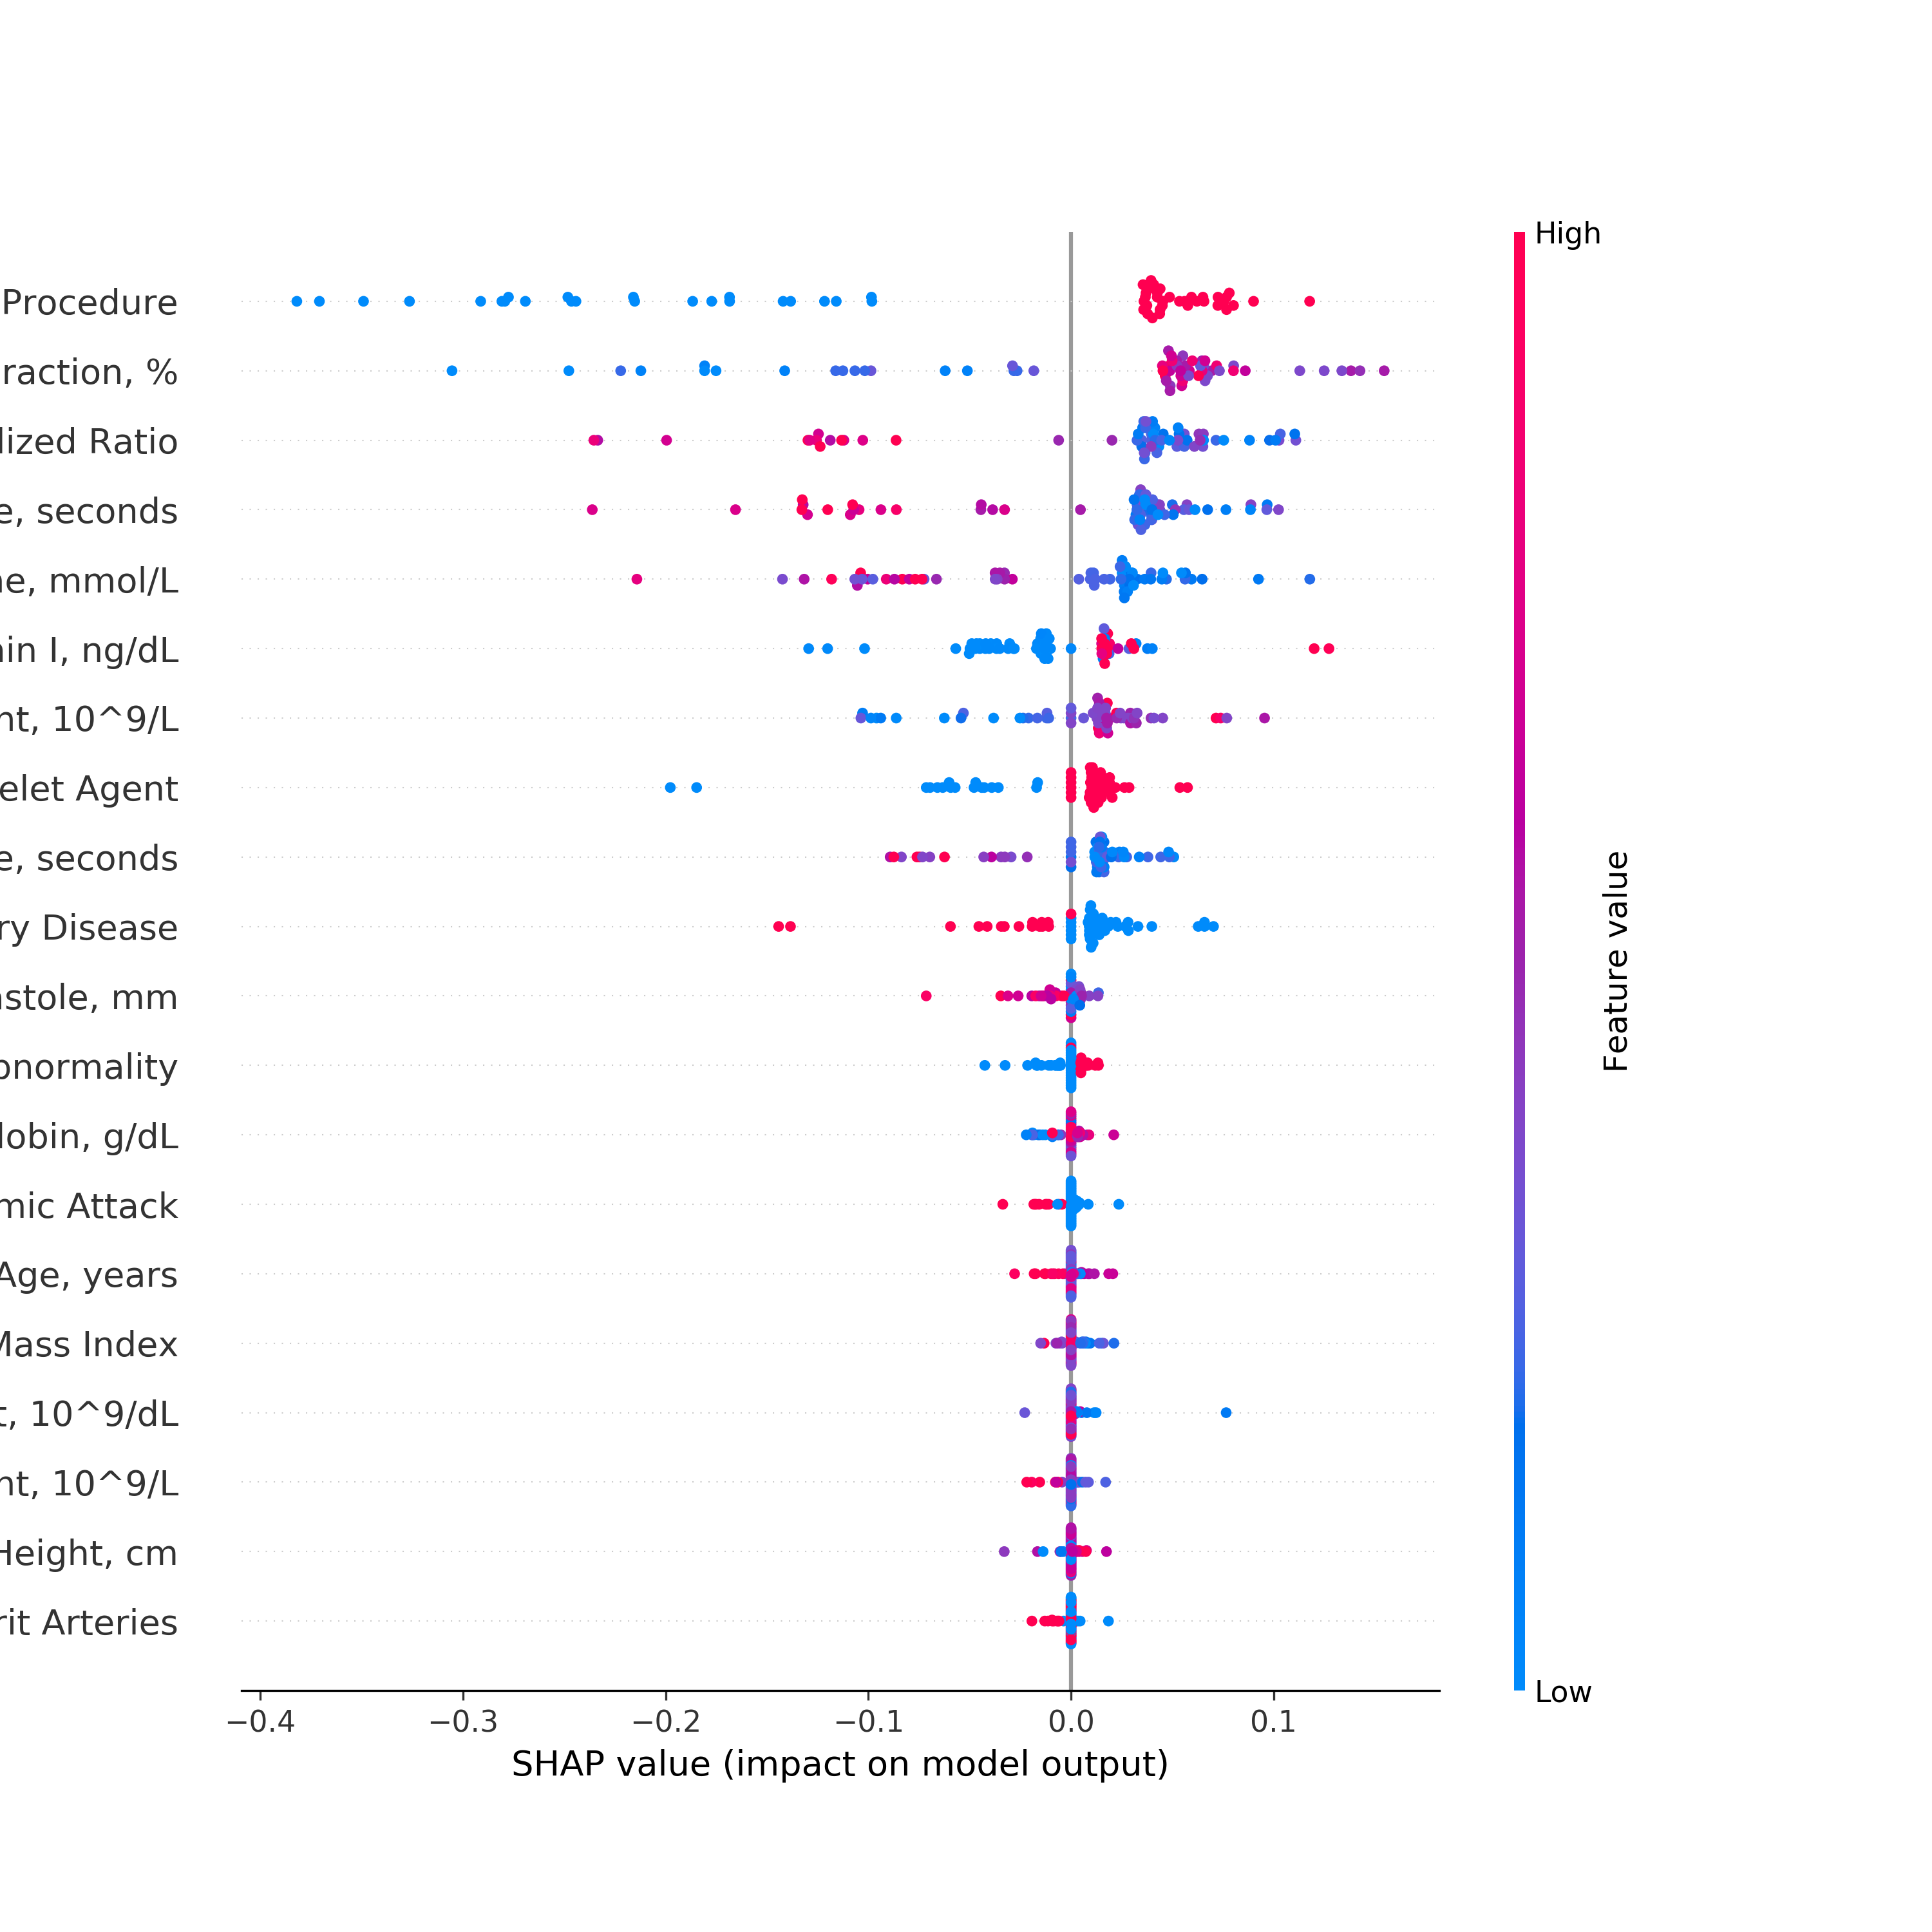 High
Procedure
raction, %
lized Ratio
e, seconds
ne, mmol/L
in I, ng/dL
nt, 10^9/L
elet Agent
e, seconds
ry Disease
astole, mm
bnormality
lobin, g/dL
mic Attack
Age, years
Mass Index
t, 10^9/dL
nt, 10^9/L
Height, cm
rit Arteries
Feature value
Low
−0.4 −0.3 −0.2 −0.1 0.0 0.1
SHAP value (impact on model output)